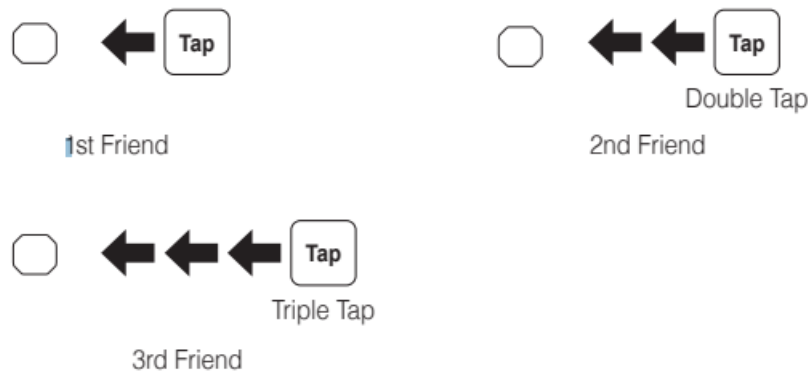 Tap
Tap
Double Tap
1st Friend
2nd Friend
Tap
Triple Tap
3rd Friend